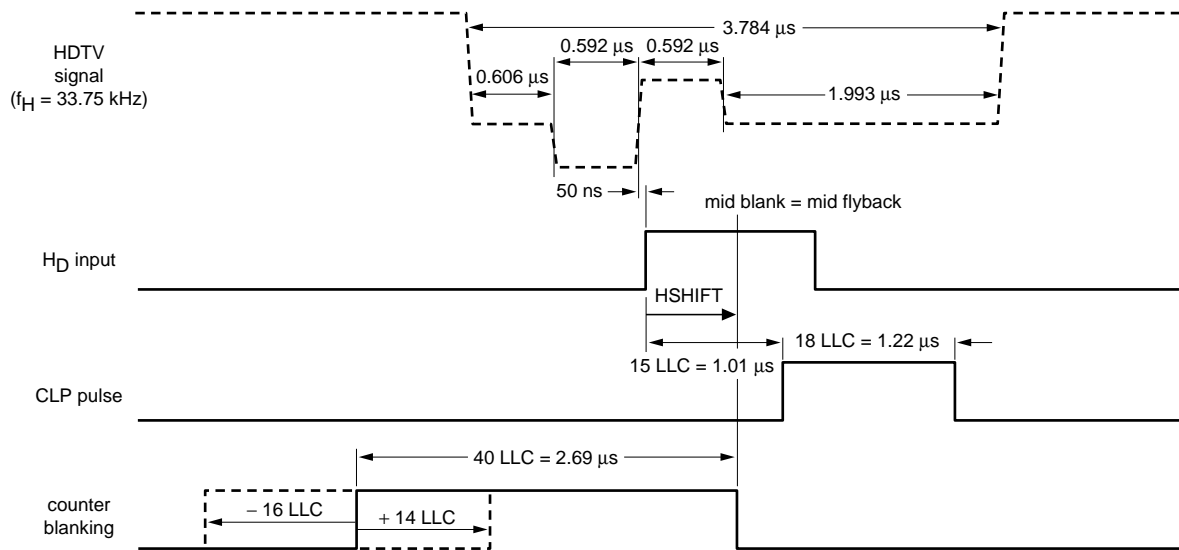 3.784 μs
HDTV
signal
(fH = 33.75 kHz)
0.592 μs 0.592 μs
0.606 μs
1.993 μs
50 ns
mid blank = mid flyback
HD input
HSHIFT
18 LLC = 1.22 μs
15 LLC = 1.01 μs
CLP pulse
40 LLC = 2.69 μs
counter
blanking
− 16 LLC
+ 14 LLC